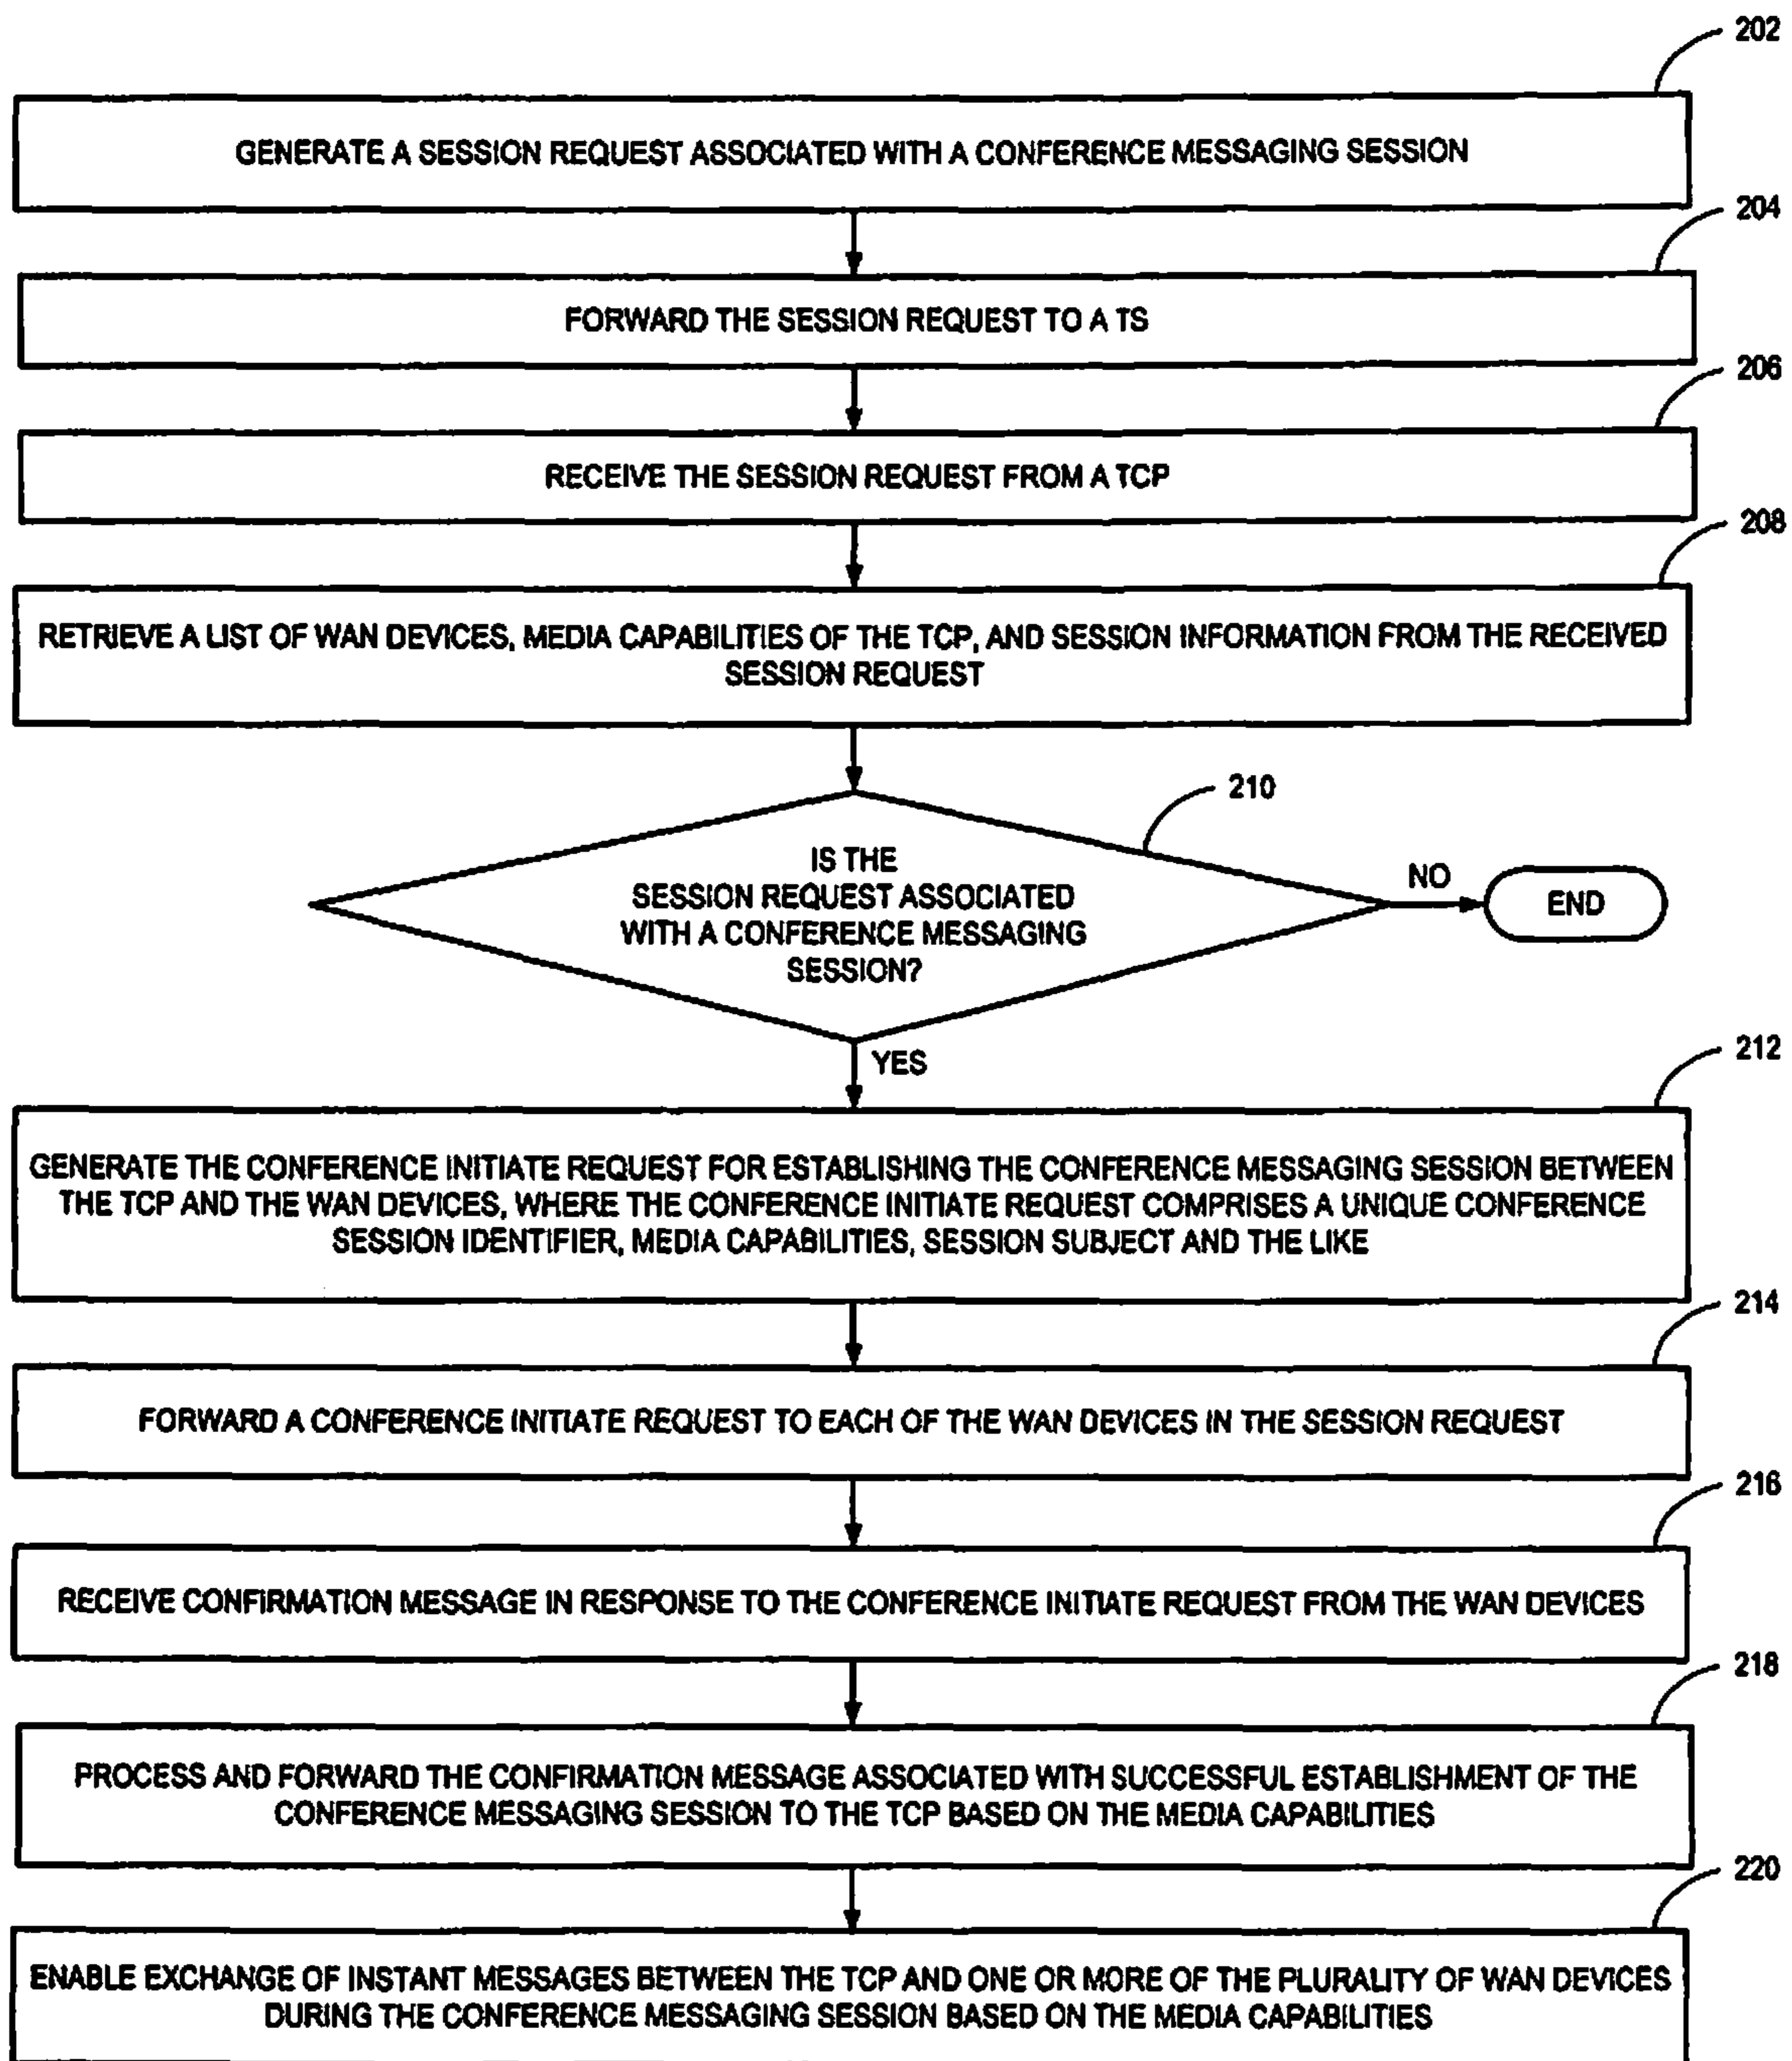 202
GENERATE A SESSION REQUEST ASSOCIATED WITH A CONFERENCE MESSAGING SESSION
204
FORWARD THE SESSION REQUEST TO A TS
206
RECEIVE THE SESSION REQUEST FROM A TCP
208
RETRIEVE A LIST OF WAN DEVICES, MEDIA CAPABILITIES OF THE TCP, AND SESSION INFORMATION FROM THE RECEIVED
SESSION REQUEST
210
IS THE
SESSION REQUEST ASSOCIATED
WITH A CONFERENCE MESSAGING
SESSION?
NO
END
YES
212
GENERATE THE CONFERENCE INITIATE REQUEST FOR ESTABLISHING THE CONFERENCE MESSAGING SESSION BETWEEN
THE TCP AND THE WAN DEVICES, WHERE THE CONFERENCE INITIATE REQUEST COMPRISES A UNIQUE CONFERENCE
SESSION IDENTIFIER, MEDIA CAPABILITIES, SESSION SUBJECT AND THE LIKE
214
FORWARD A CONFERENCE INITIATE REQUEST TO EACH OF THE WAN DEVICES IN THE SESSION REQUEST
216
RECEIVE CONFIRMATION MESSAGE IN RESPONSE TO THE CONFERENCE INITIATE REQUEST FROM THE WAN DEVICES
218
PROCESS AND FORWARD THE CONFIRMATION MESSAGE ASSOCIATED WITH SUCCESSFUL ESTABLISHMENT OF THE
CONFERENCE MESSAGING SESSION TO THE TCP BASED ON THE MEDIA CAPABILITIES
220
ENABLE EXCHANGE OF INSTANT MESSAGES BETWEEN THE TCP AND ONE OR MORE OF THE PLURALITY OF WAN DEVICES
DURING THE CONFERENCE MESSAGING SESSION BASED ON THE MEDIA CAPABILITIES